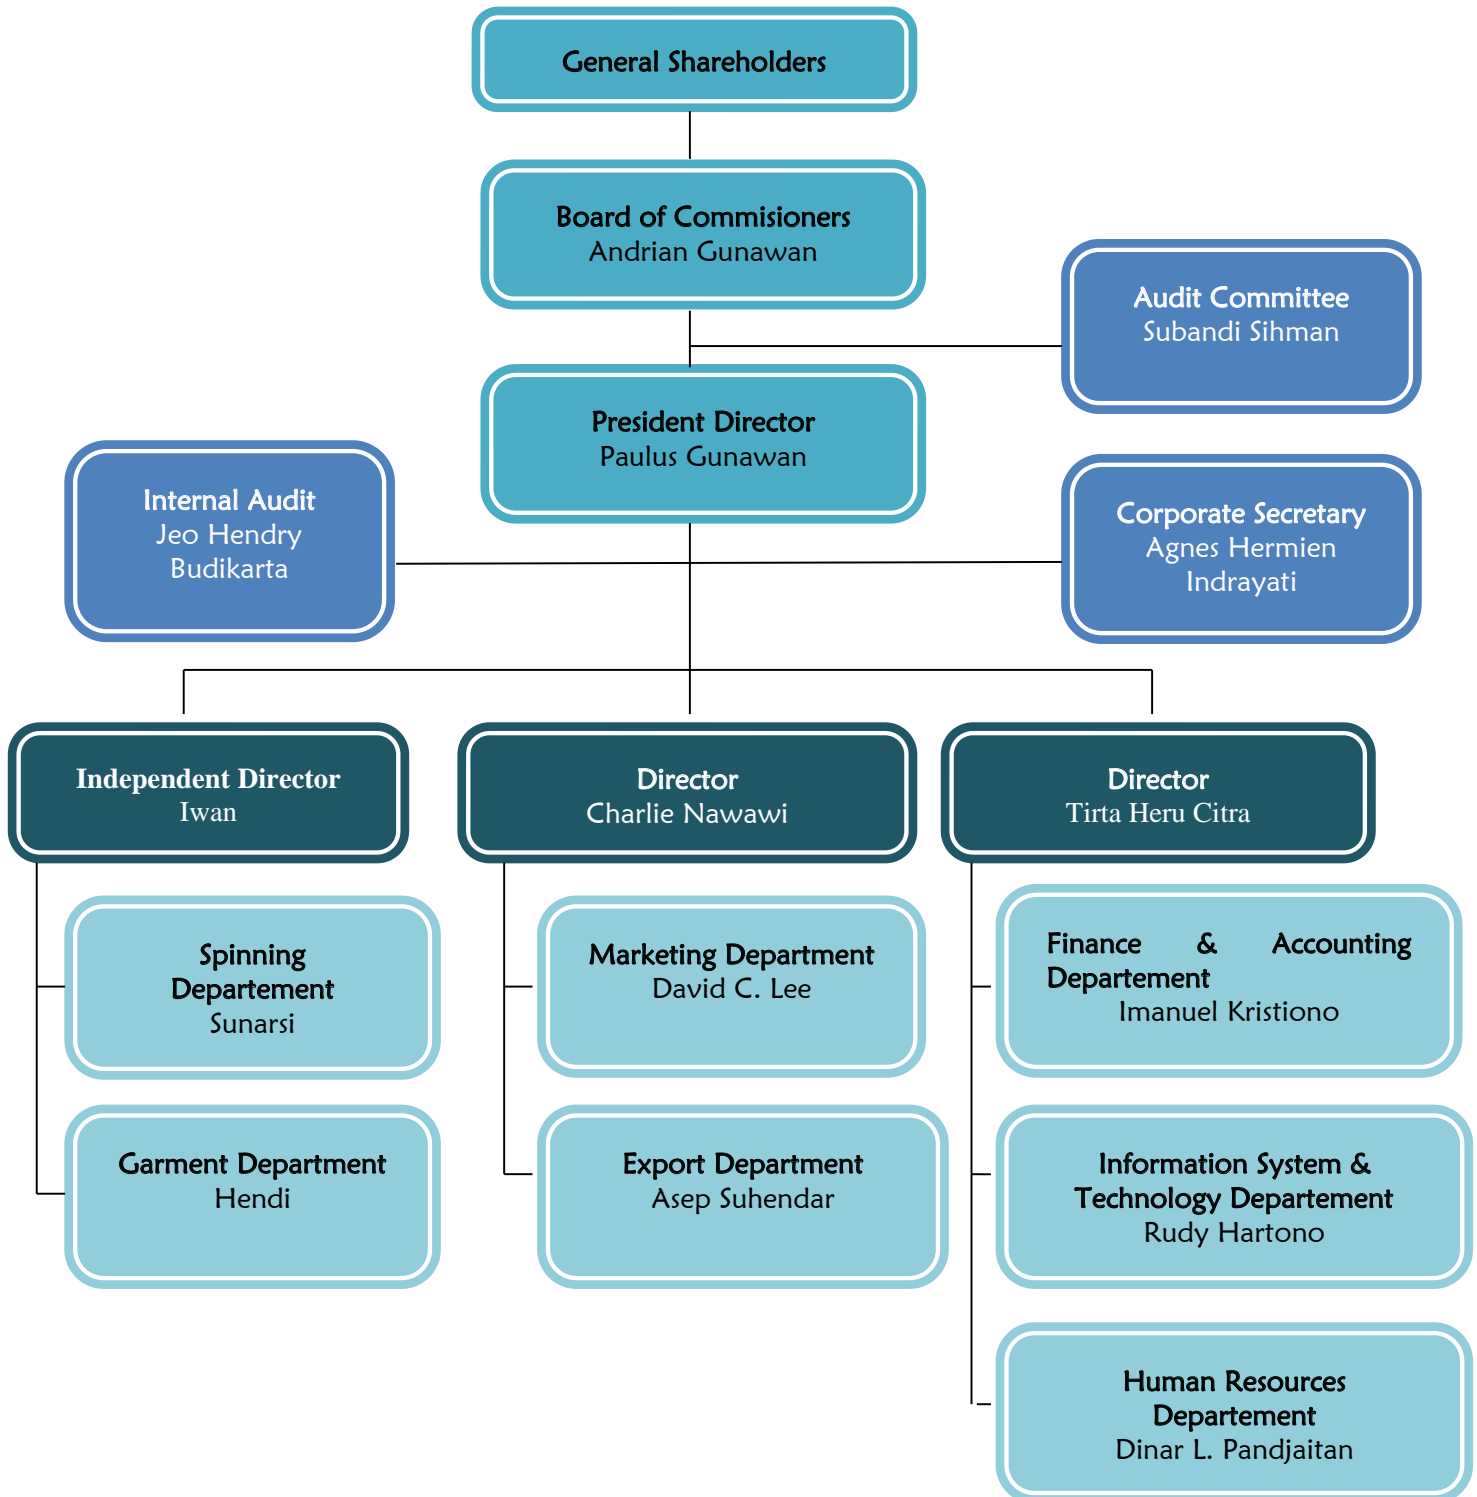 General Shareholders
Board of Commisioners
Andrian Gunawan
Audit Committee
Subandi Sihman
President Director
Paulus Gunawan
Internal Audit
Jeo Hendry
Budikarta
Corporate Secretary
Agnes Hermien
Indrayati
Independent Director
Iwan
Director
Charlie Nawawi
Director
Tirta Heru Citra
Spinning
Departement
Sunarsi
Marketing Department
David C. Lee
Finance & Accounting
Departement
Imanuel Kristiono
Garment Department
Hendi
Export Department
Asep Suhendar
Information System &
Technology Departement
Rudy Hartono
Human Resources
Departement
Dinar L. Pandjaitan